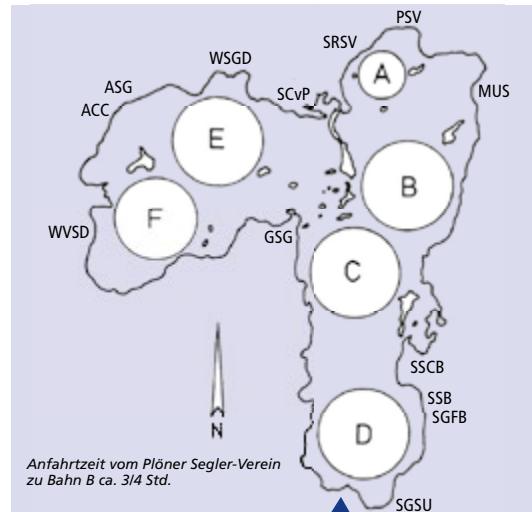 PSV
SRSV
WSGD
A
ASG
SCvP
MUS
ACC
E
B
F
WVSD
GSG
C
SSCB
SSB
SGFB
D
N
Anfahrtzeit vom Plöner Segler-Verein
zu Bahn B ca. 3/4 Std.
SGSU